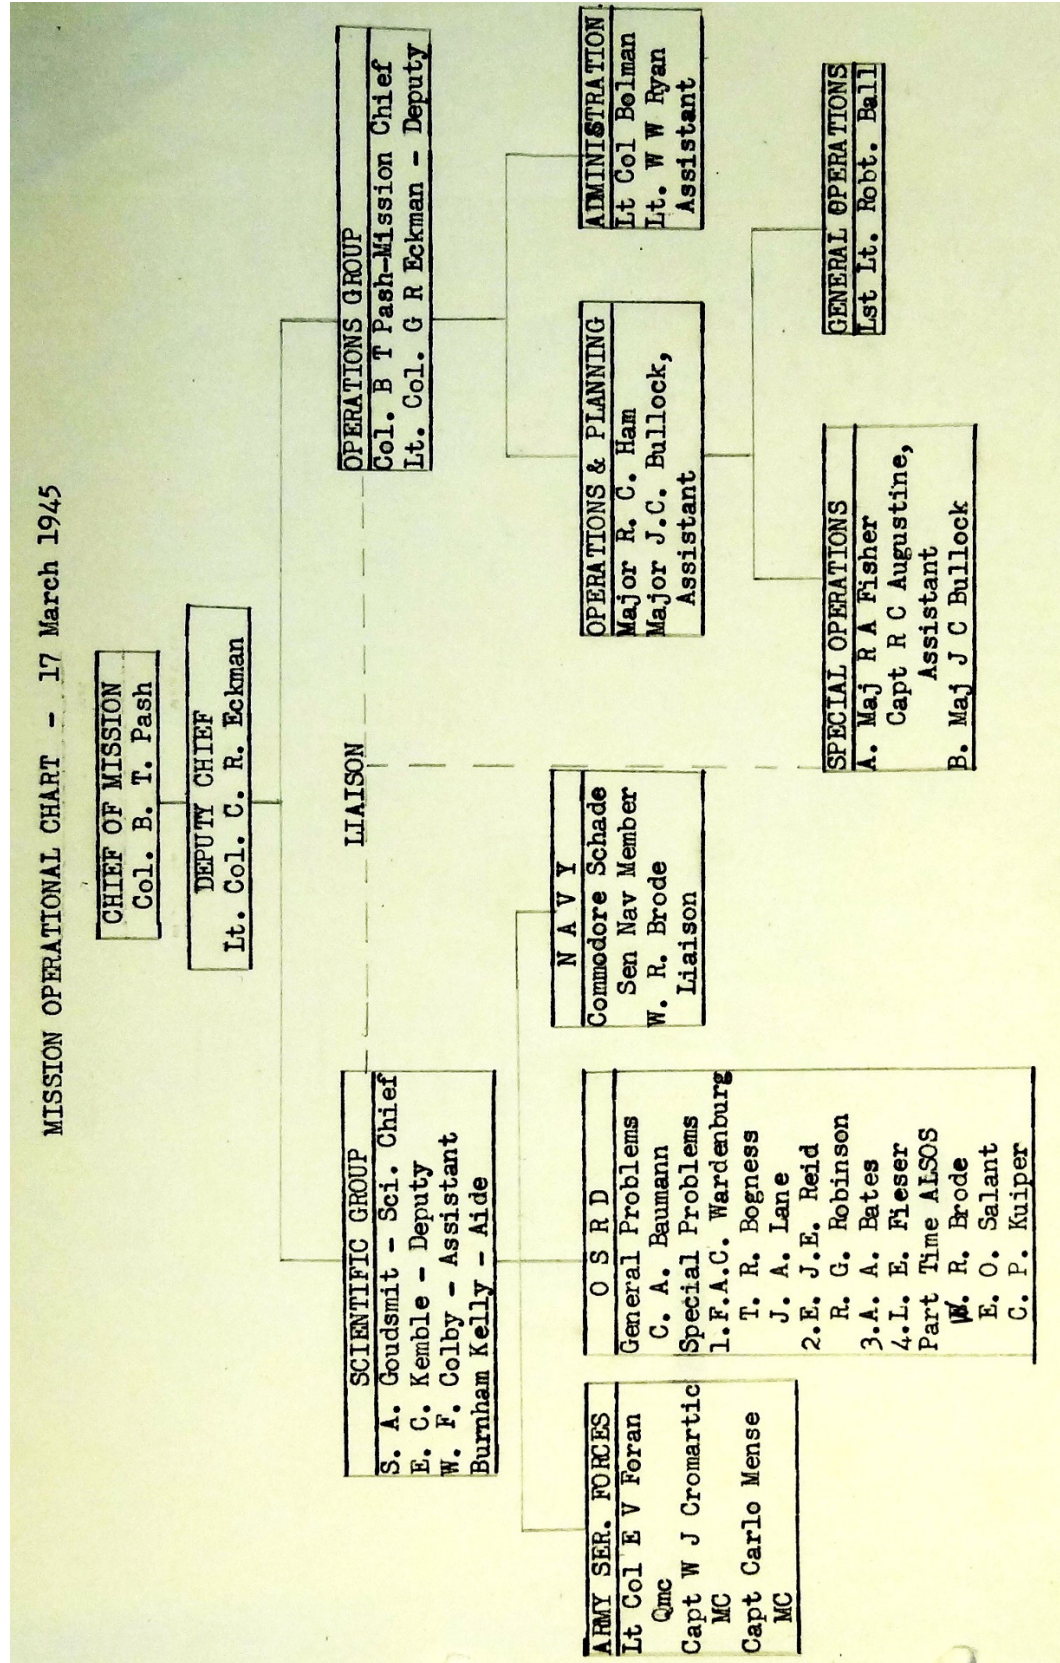 MISSION OPERATIONAL CHART - 17 March 1945
CHIEF OF MISSION
Col. B. T. Pash
DEPUTY CHIEF
Lt. Col. C. R. Eckman
LIAISON
SCIENTIFIC GROUP
S. A. Goudsmit - Sci. Chief
E. C. Kemble - Deputy
W. F. Colby - Assistant
Burnham Kelly - Aide
OPERATIONS GROUP
Col. B T Pash-Mission Chief
Lt. Col. G R Eckman - Deputy
ARMY SER. FORCES
Lt Col E V Foran
Qmc
Capt W J Cromartic
MC
Capt Carlo Mense
MC
O S R D
General Problems
C. A. Baumann
Special Problems
1.F.A.C. Wardenburg
T. R. Bogness
J. A. Lane
2.E. J.E. Reid
R. G. Robinson
3.A. A. Bates
4.L. E. Fieser
Part Time ALSOS
W. R. Brode
E. O. Salant
C. P. Kuiper
N A V Y
Commodore Schade
Sen Nav Member
W. R. Brode
Liaison
OPERATIONS & PLANNING
Major R. C. Ham
Major J.C. Bullock,
Assistant
ADMINISTRATION
Lt Col Bolman
Lt. W W Ryan
Assistant
SPECIAL OPERATIONS
A. Maj R A Fisher
Capt R C Augustine,
Assistant
B. Maj J C Bullock
GENERAL OPERATIONS
Lst Lt. Robt. Ball